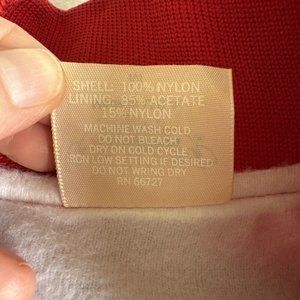 SHELL: 100% NYLON
LINING: 85% ACETATE
15% NYLON
MACHINE WASH COLD
DO NOT BLEACH
DRY ON COLD CYCLE
IRON LOW SETTING IF DESIRED
DO NOT WRING DRY
RN 66727